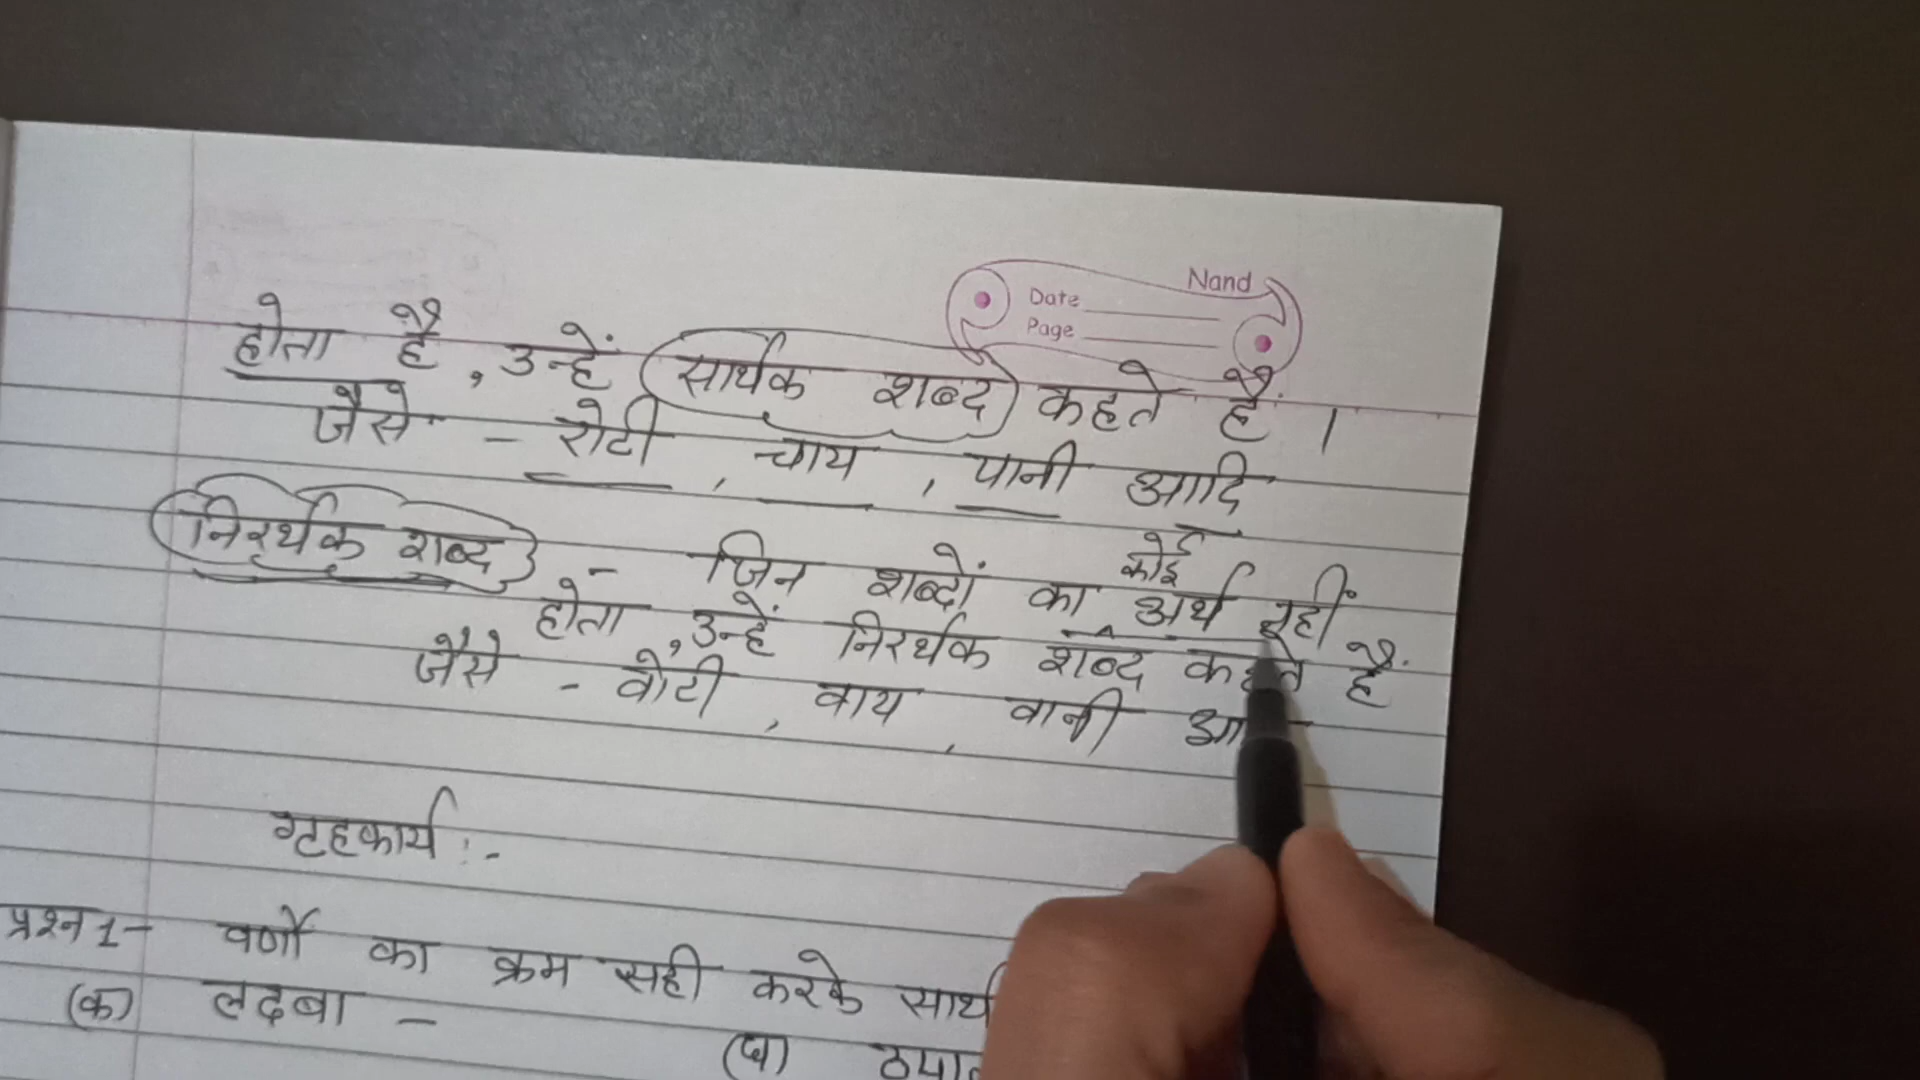 Nand
Date
Page
होता है, उन्हें सार्थक शब्द कहते हैं ।
जैसे - रोटी, चाय, पानी आदि
निरर्थक शब्द - जिन शब्दों का कोई अर्थ नहीं
होता, उन्हें निरर्थक शब्द कहते हैं
जैसे - वोटी, वाय, वानी
गृहकार्य :-
प्रश्न 1- वर्णों का क्रम सही करके
(क) लदबा -
(घ)